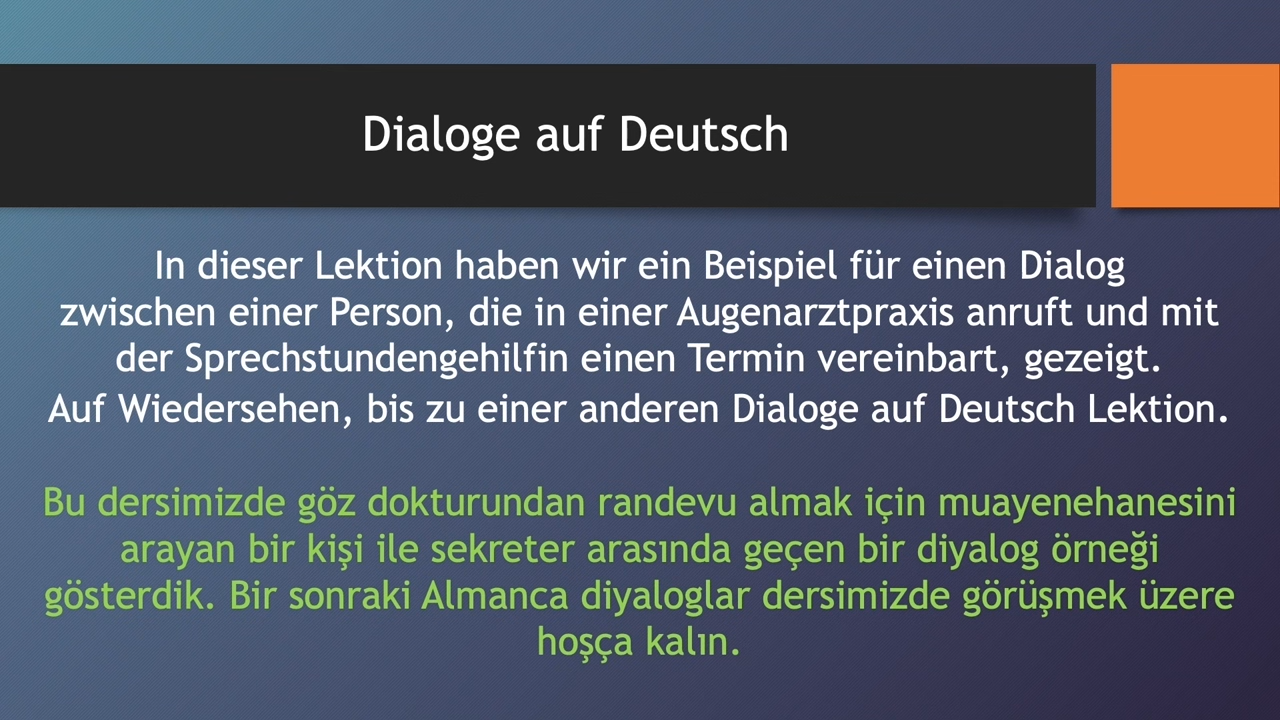 Dialoge auf Deutsch
In dieser Lektion haben wir ein Beispiel für einen Dialog
zwischen einer Person, die in einer Augenarztpraxis anruft und mit
der Sprechstundengehilfin einen Termin vereinbart, gezeigt.
Auf Wiedersehen, bis zu einer anderen Dialoge auf Deutsch Lektion.
Bu dersimizde göz dokturundan randevu almak için muayenehanesini
arayan bir kişi ile sekreter arasında geçen bir diyalog örneği
gösterdik. Bir sonraki Almanca diyaloglar dersimizde görüşmek üzere
hoşça kalın.